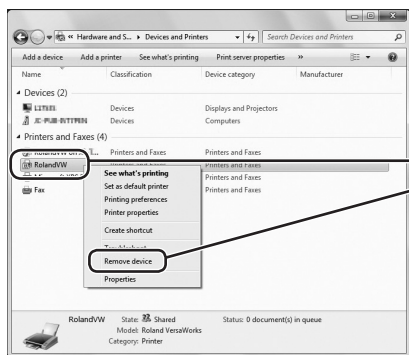 « Hardware and S... ▸ Devices and Printers Search Devices and Printers
Add a device Add a printer See what's printing Print server properties »
Name Classification Device category Manufacturer
Devices (2)
Devices Displays and Projectors
Devices Computers
Printers and Faxes (4)
Printers and Faxes Printers and Faxes
RolandVW Printers and Faxes
Printers and Faxes
Fax Printers and Faxes
See what's printing
Set as default printer
Printing preferences
Printer properties
Create shortcut
Remove device
Properties
RolandVW State: Shared Status: 0 document(s) in queue
Model: Roland VersaWorks
Category: Printer